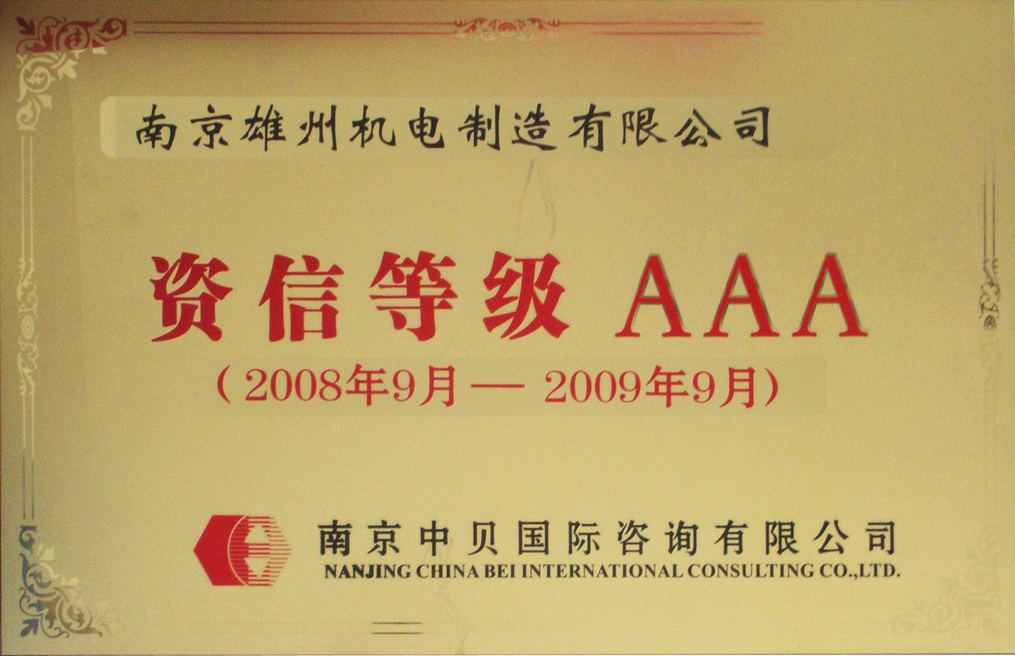 南京雄州机电制造有限公司
资信等级 AAA
（2008年9月—2009年9月）
南京中贝国际咨询有限公司
NANJING CHINA BEI INTERNATIONAL CONSULTING CO.,LTD.